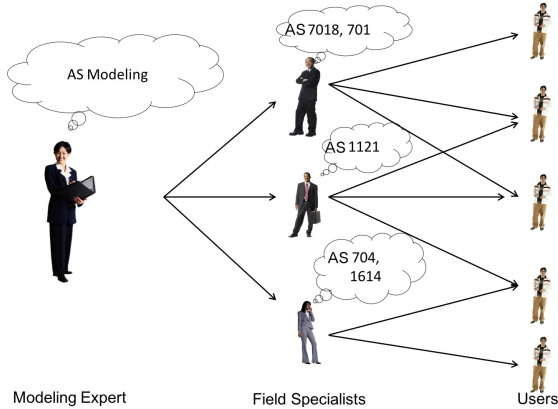 AS 7018, 701
AS Modeling
AS 1121
AS 704,
1614
Modeling Expert
Field Specialists
Users